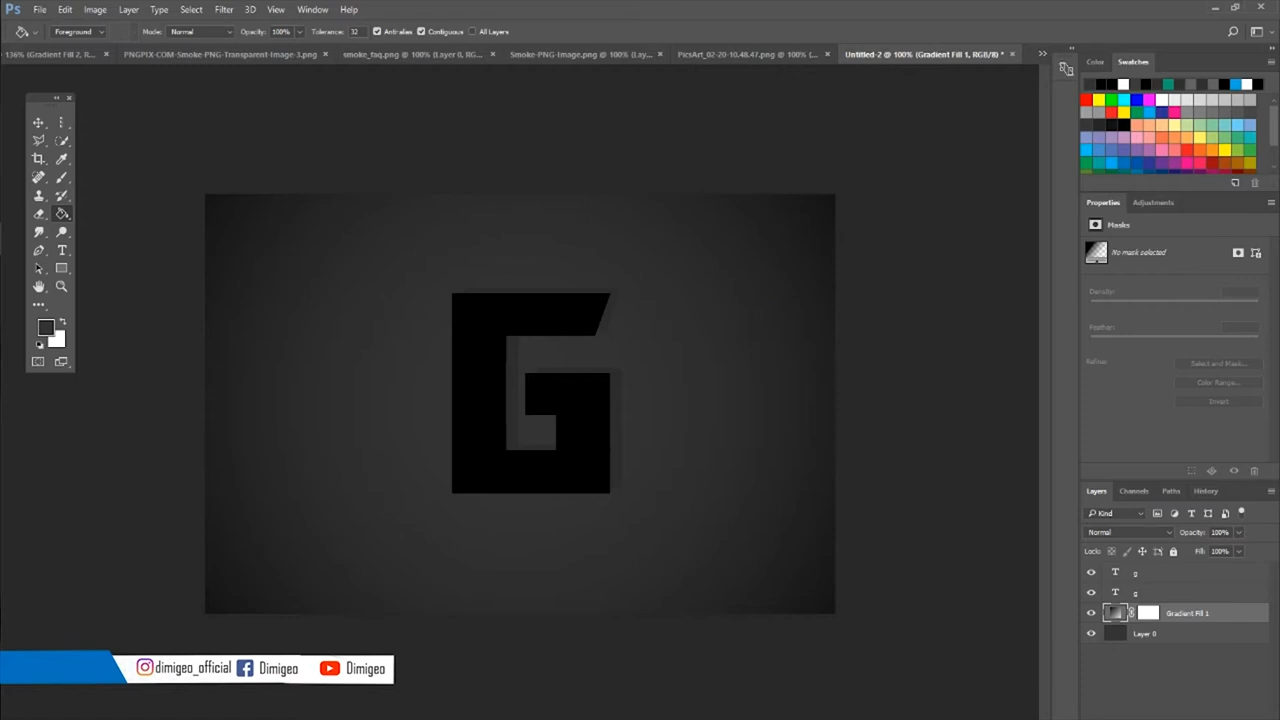 Ps File Edit Image Layer Type Select Filter 3D View Window Help
Foreground Mode: Normal Opacity: 100% Tolerance: 32 Anti-alias Contiguous All Layers
136% (Gradient Fill 2, R... × PNGPIX-COM-Smoke-PNG-Transparent-Image-3.png × smoke_taq.png @ 100% (Layer 0, R... × Smoke-PNG-Image.png @ 100% (Lay... × PicsArt_02-20-10.48.47.png @ 100% (... × Untitled-2 @ 100% (Gradient Fill 1, RGB/8) * ×
Color Swatches
Properties Adjustments
Masks
No mask selected
Density:
Feather:
Refine: Select and Mask...
Color Range...
Invert
G
Layers Channels Paths History
Kind
Normal Opacity: 100%
Lock: Fill: 100%
T g
T g
Gradient Fill 1
Layer 0
dimigeo_official Dimigeo Dimigeo